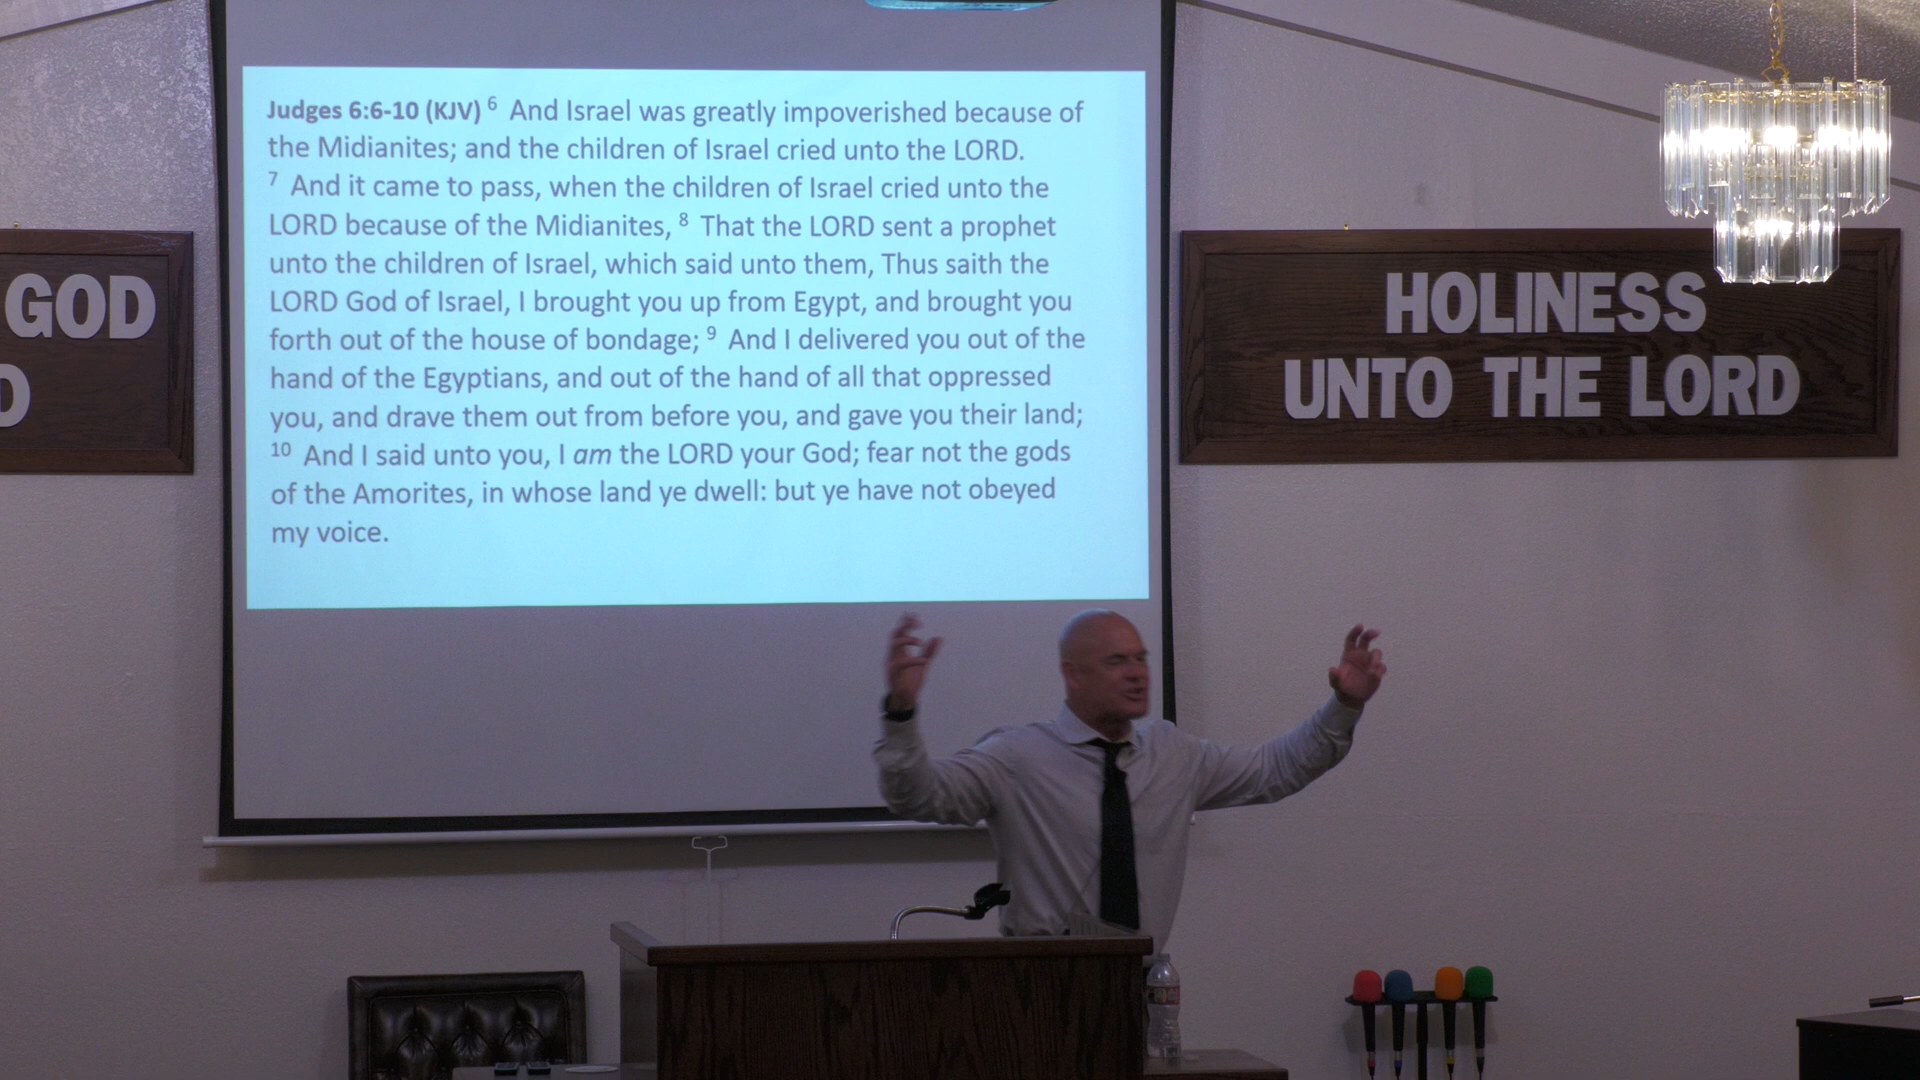 Judges 6:6-10 (KJV) 6 And Israel was greatly impoverished because of
the Midianites; and the children of Israel cried unto the LORD.
7 And it came to pass, when the children of Israel cried unto the
LORD because of the Midianites, 8 That the LORD sent a prophet
unto the children of Israel, which said unto them, Thus saith the
LORD God of Israel, I brought you up from Egypt, and brought you
forth out of the house of bondage; 9 And I delivered you out of the
hand of the Egyptians, and out of the hand of all that oppressed
you, and drave them out from before you, and gave you their land;
10 And I said unto you, I am the LORD your God; fear not the gods
of the Amorites, in whose land ye dwell: but ye have not obeyed
my voice.
GOD
HOLINESS
UNTO THE LORD